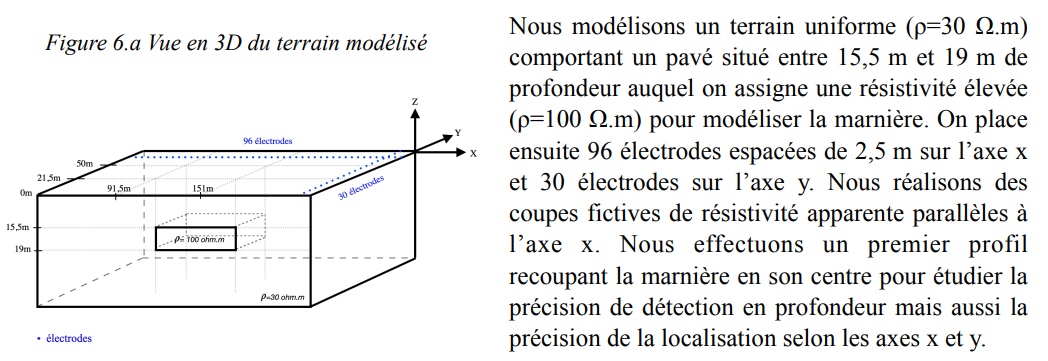 Figure 6.a Vue en 3D du terrain modélisé
Z
Y
X
96 électrodes
50m
21,5m
0m
91,5m
151m
30 électrodes
15,5m
19m
ρ= 100 ohm.m
ρ=30 ohm.m
• électrodes
Nous modélisons un terrain uniforme (ρ=30 Ω.m)
comportant un pavé situé entre 15,5 m et 19 m de
profondeur auquel on assigne une résistivité élevée
(ρ=100 Ω.m) pour modéliser la marnière. On place
ensuite 96 électrodes espacées de 2,5 m sur l’axe x
et 30 électrodes sur l’axe y. Nous réalisons des
coupes fictives de résistivité apparente parallèles à
l’axe x. Nous effectuons un premier profil
recoupant la marnière en son centre pour étudier la
précision de détection en profondeur mais aussi la
précision de la localisation selon les axes x et y.